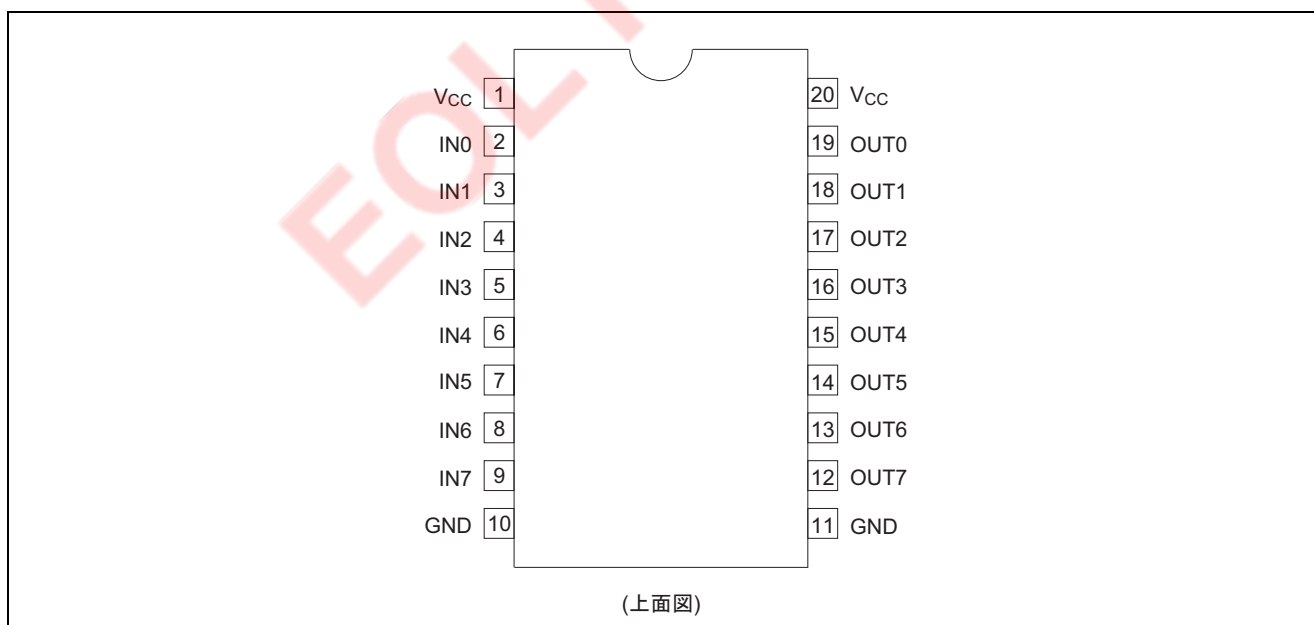 EOL
VCC 1 20 VCC
IN0 2 19 OUT0
IN1 3 18 OUT1
IN2 4 17 OUT2
IN3 5 16 OUT3
IN4 6 15 OUT4
IN5 7 14 OUT5
IN6 8 13 OUT6
IN7 9 12 OUT7
GND 10 11 GND
(上面図)